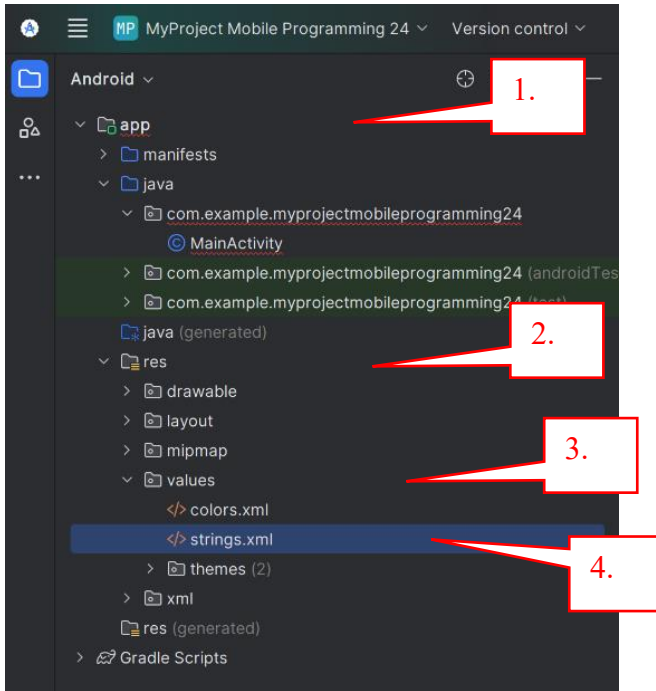 MP MyProject Mobile Programming 24 Version control
Android
1.
app
manifests
java
com.example.myprojectmobileprogramming24
MainActivity
com.example.myprojectmobileprogramming24 (androidTes
com.example.myprojectmobileprogramming24 (test)
java (generated)
2.
res
drawable
layout
mipmap
3.
values
</> colors.xml
</> strings.xml
4.
themes (2)
xml
res (generated)
Gradle Scripts